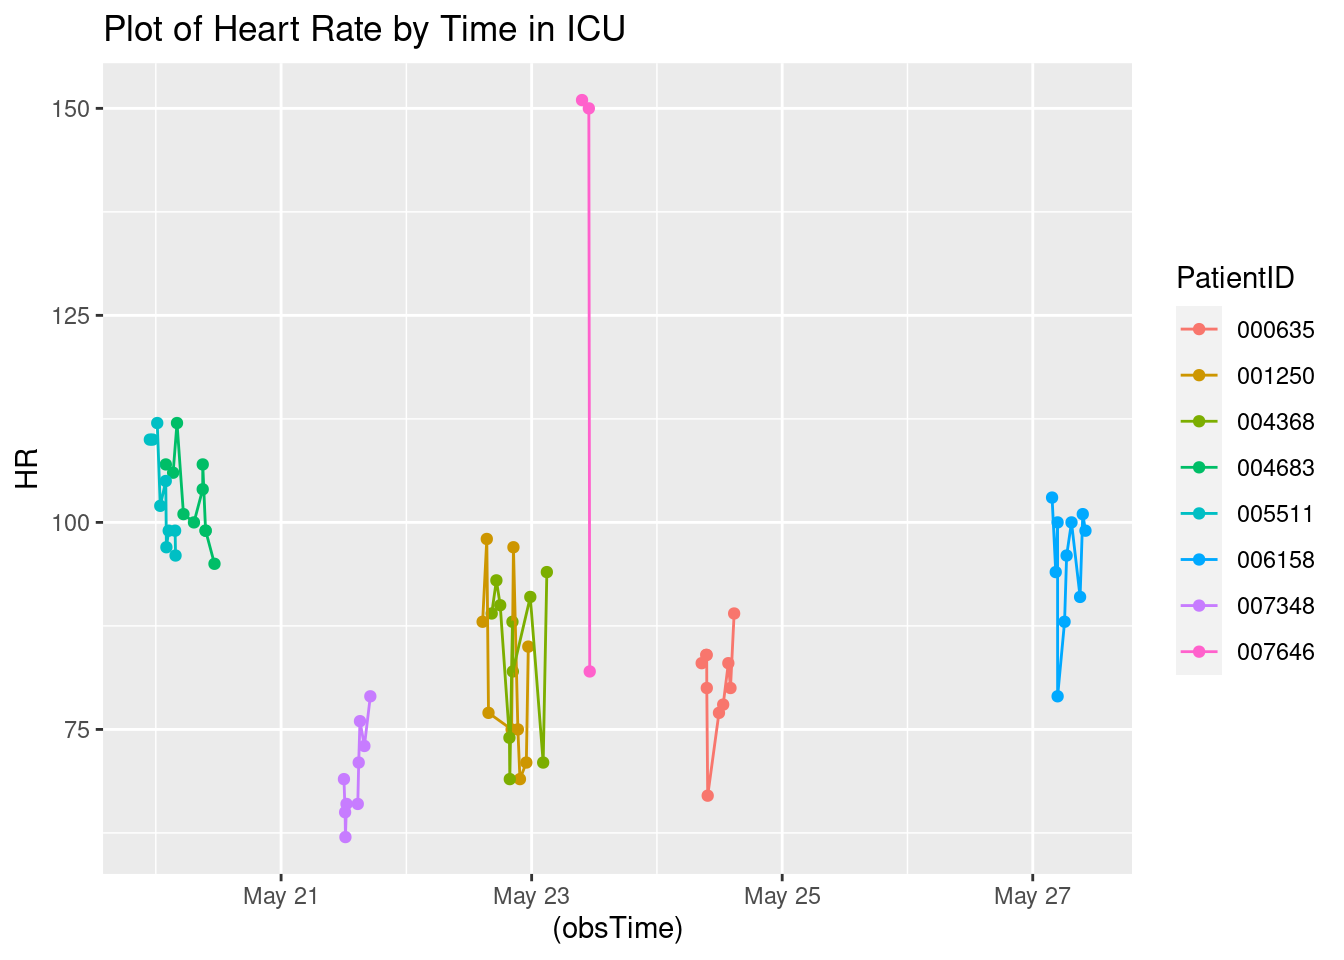 Plot of Heart Rate by Time in ICU
150
125
100
75
HR
May 21
May 23
May 25
May 27
(obsTime)
PatientID
000635
001250
004368
004683
005511
006158
007348
007646